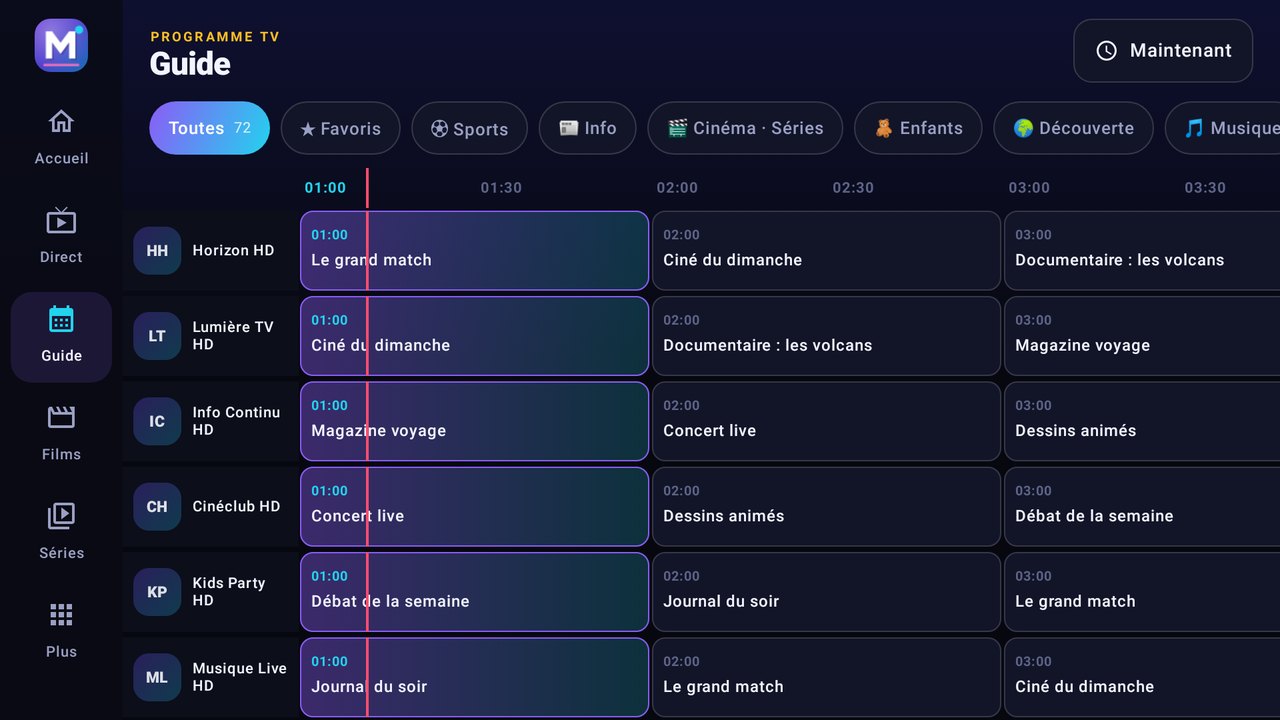 M
PROGRAMME TV
Guide
Maintenant
Toutes 72
★ Favoris
Sports
Info
Cinéma · Séries
Enfants
Découverte
Musique
01:00
01:30
02:00
02:30
03:00
03:30
Accueil
Direct
Guide
Films
Séries
Plus
HH
Horizon HD
01:00
Le grand match
02:00
Ciné du dimanche
03:00
Documentaire : les volcans
LT
Lumière TV
HD
01:00
Ciné du dimanche
02:00
Documentaire : les volcans
03:00
Magazine voyage
IC
Info Continu
HD
01:00
Magazine voyage
02:00
Concert live
03:00
Dessins animés
CH
Cinéclub HD
01:00
Concert live
02:00
Dessins animés
03:00
Débat de la semaine
KP
Kids Party
HD
01:00
Débat de la semaine
02:00
Journal du soir
03:00
Le grand match
ML
Musique Live
HD
01:00
Journal du soir
02:00
Le grand match
03:00
Ciné du dimanche